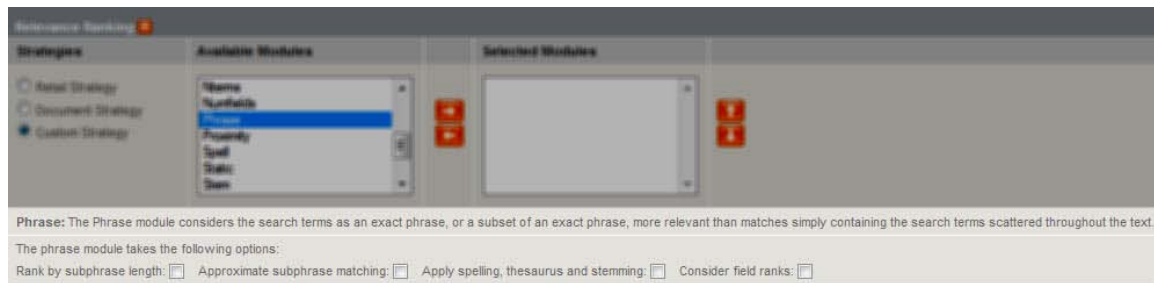 Relevance Ranking
Strategies Available Modules Selected Modules
Retail Strategy
Document Strategy
Custom Strategy
Nterms
Numfields
Phrase
Proximity
Spell
Static
Stem
Phrase: The Phrase module considers the search terms as an exact phrase, or a subset of an exact phrase, more relevant than matches simply containing the search terms scattered throughout the text.
The phrase module takes the following options:
Rank by subphrase length: Approximate subphrase matching: Apply spelling, thesaurus and stemming: Consider field ranks: